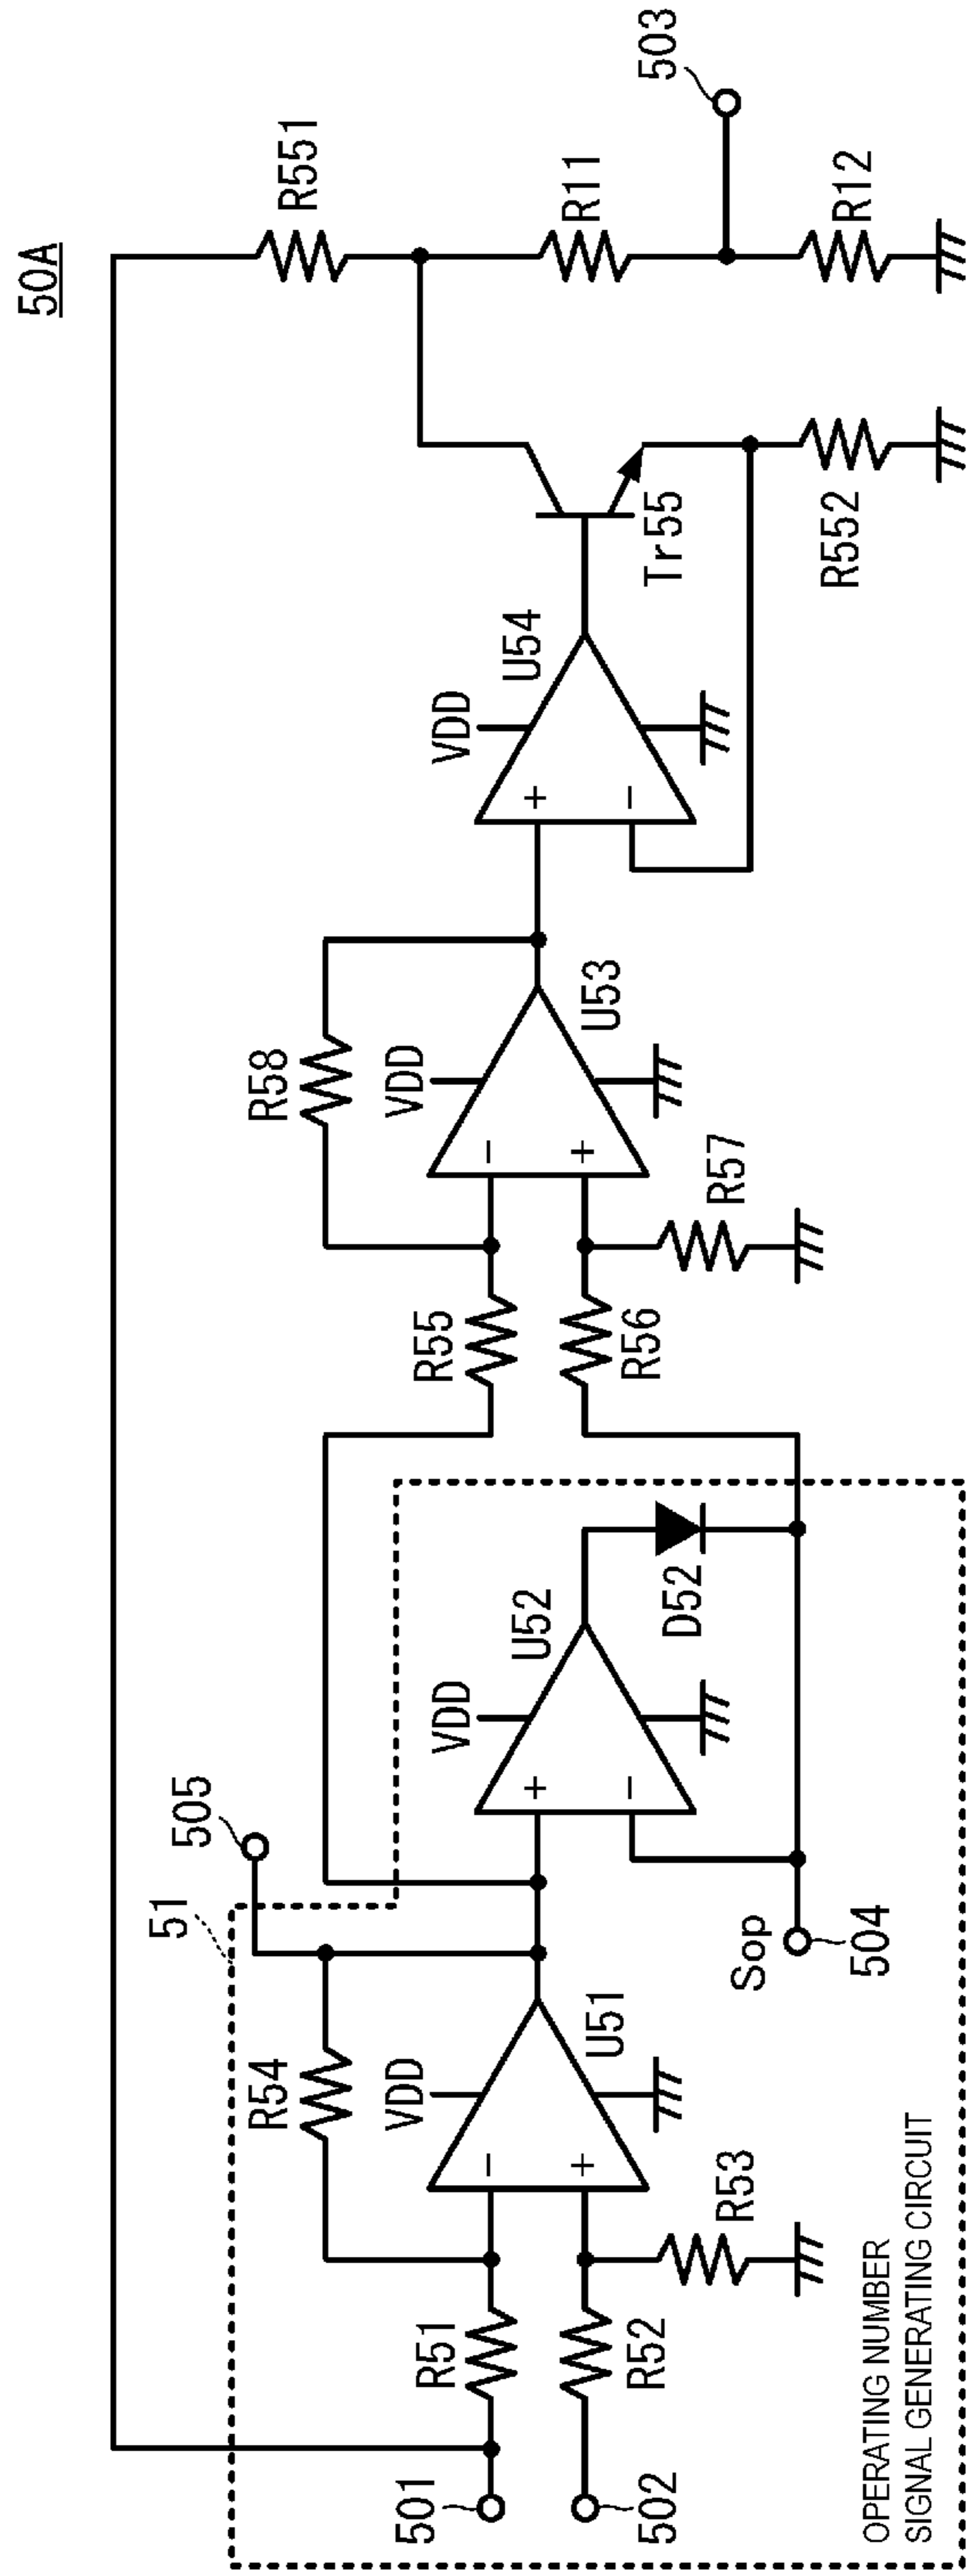 50A
R551
R11
503
R12
Tr55
R552
U54
VDD
+
−
R58
VDD
U53
−
+
R57
R55
R56
505
51
VDD
U52
+
−
D52
Sop
504
R54
VDD
U51
−
+
R53
R51
R52
501
502
OPERATING NUMBER
SIGNAL GENERATING CIRCUIT